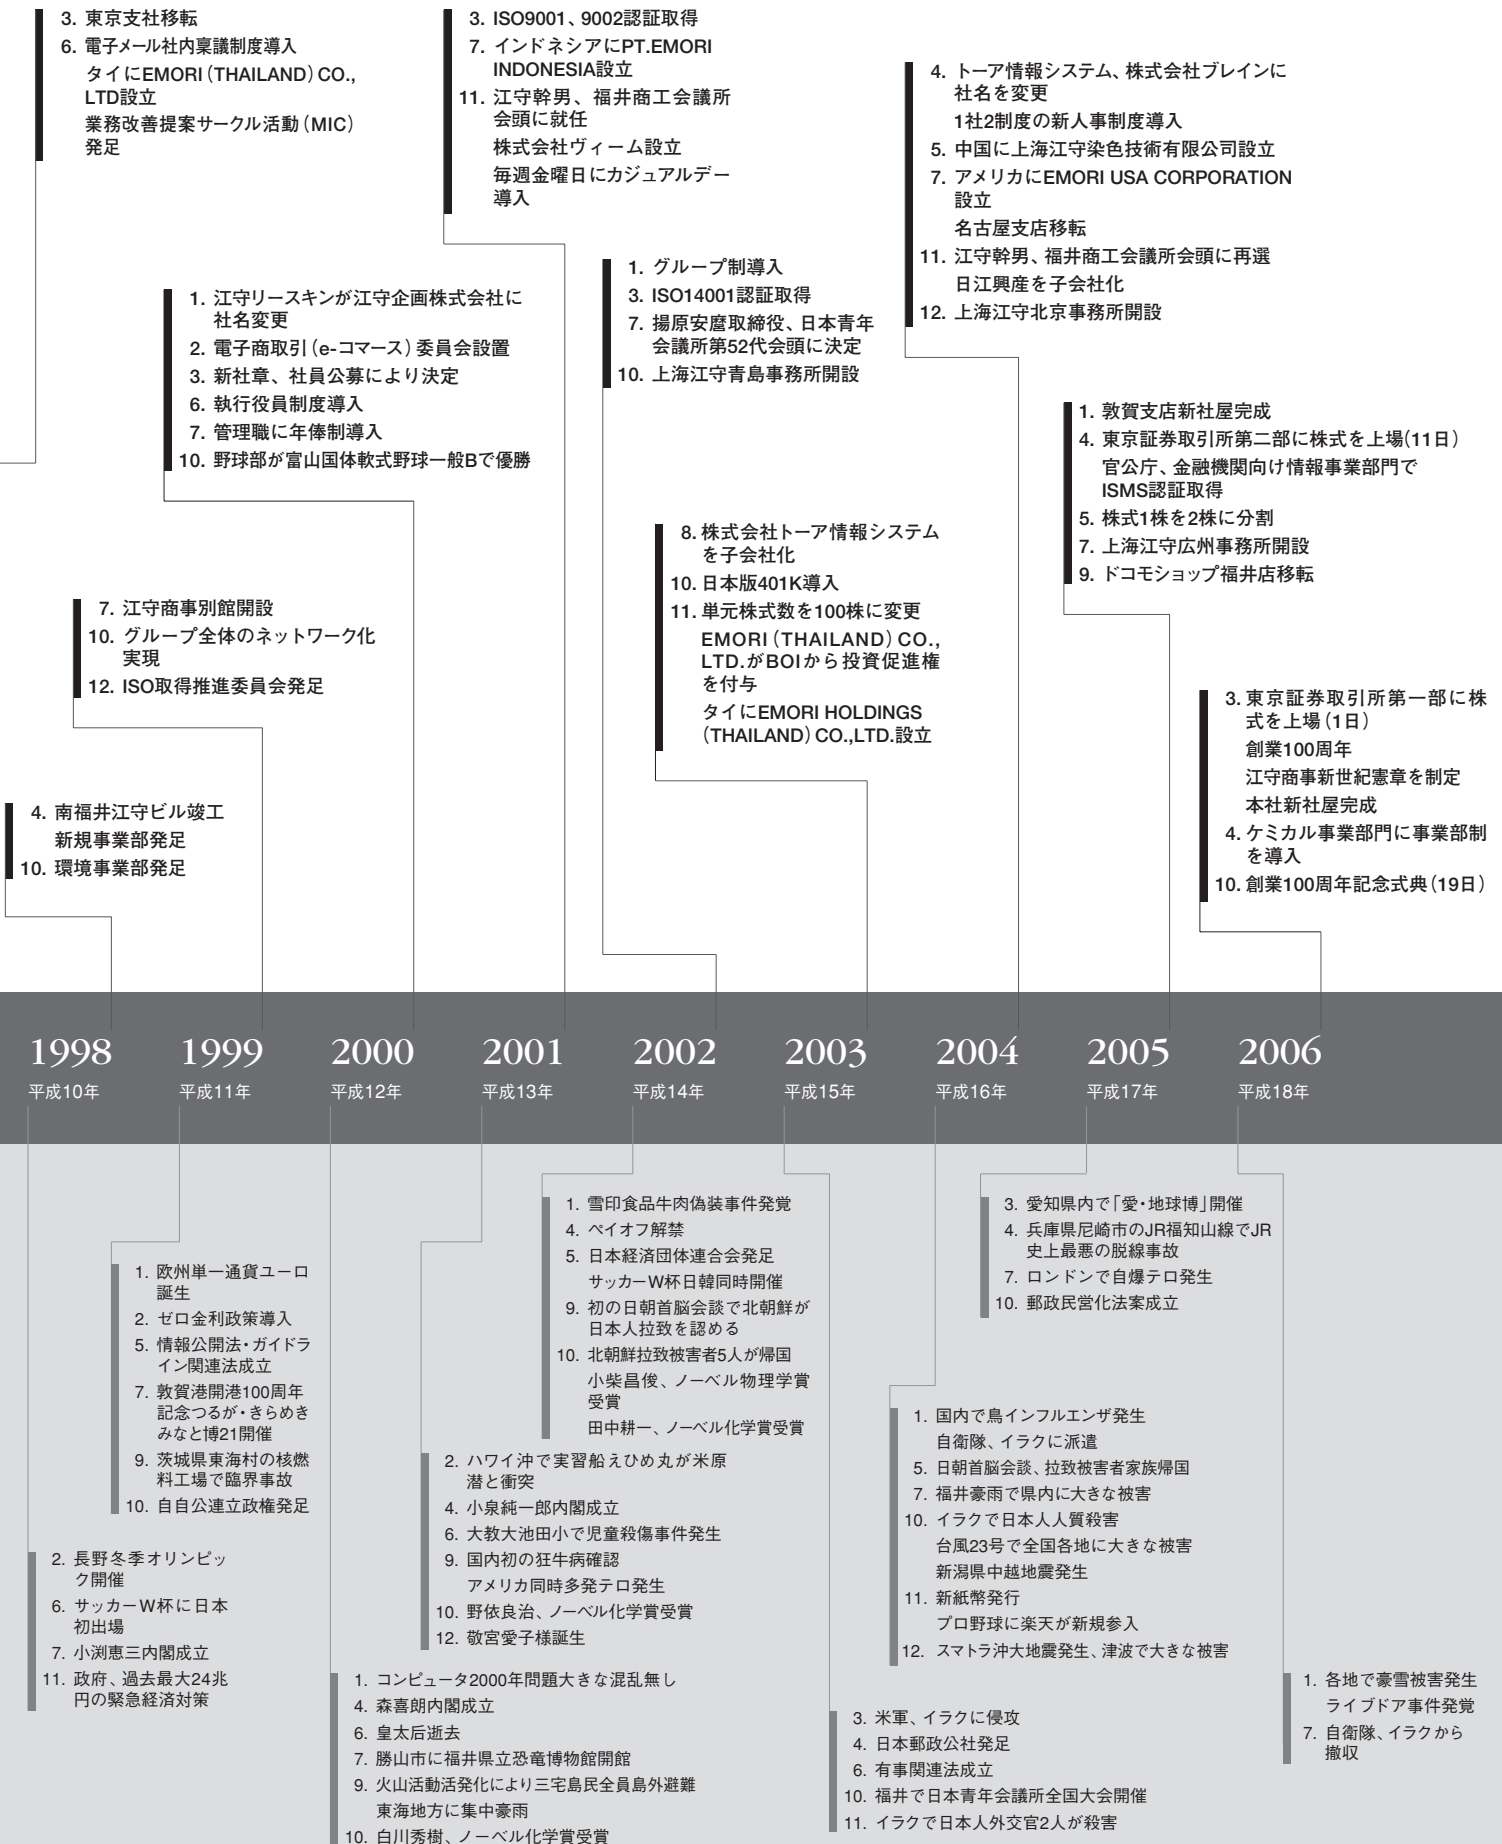 3. 東京支社移転
6. 電子メール社内稟議制度導入
タイにEMORI（THAILAND）CO.,
LTD設立
業務改善提案サークル活動（MIC）
発足
3. ISO9001、9002認証取得
7. インドネシアにPT.EMORI
INDONESIA設立
11. 江守幹男、福井商工会議所
会頭に就任
株式会社ヴィーム設立
毎週金曜日にカジュアルデー
導入
4. トーア情報システム、株式会社ブレインに
社名を変更
1社2制度の新人事制度導入
5. 中国に上海江守染色技術有限公司設立
7. アメリカにEMORI USA CORPORATION
設立
名古屋支店移転
11. 江守幹男、福井商工会議所会頭に再選
日江興産を子会社化
12. 上海江守北京事務所開設
1. グループ制導入
3. ISO14001認証取得
7. 揚原安麿取締役、日本青年
会議所第52代会頭に決定
10. 上海江守青島事務所開設
1. 江守リースキンが江守企画株式会社に
社名変更
2. 電子商取引（e-コマース）委員会設置
3. 新社章、社員公募により決定
6. 執行役員制度導入
7. 管理職に年俸制導入
10. 野球部が富山国体軟式野球一般Bで優勝
1. 敦賀支店新社屋完成
4. 東京証券取引所第二部に株式を上場（11日）
官公庁、金融機関向け情報事業部門で
ISMS認証取得
5. 株式1株を2株に分割
7. 上海江守広州事務所開設
9. ドコモショップ福井店移転
8. 株式会社トーア情報システム
を子会社化
10. 日本版401K導入
11. 単元株式数を100株に変更
EMORI（THAILAND）CO.,
LTD.がBOIから投資促進権
を付与
タイにEMORI HOLDINGS
（THAILAND）CO.,LTD.設立
7. 江守商事別館開設
10. グループ全体のネットワーク化
実現
12. ISO取得推進委員会発足
3. 東京証券取引所第一部に株
式を上場（1日）
創業100周年
江守商事新世紀憲章を制定
本社新社屋完成
4. ケミカル事業部門に事業部制
を導入
10. 創業100周年記念式典（19日）
4. 南福井江守ビル竣工
新規事業部発足
10. 環境事業部発足
1998 1999 2000 2001 2002 2003 2004 2005 2006
平成10年 平成11年 平成12年 平成13年 平成14年 平成15年 平成16年 平成17年 平成18年
1. 雪印食品牛肉偽装事件発覚
4. ペイオフ解禁
5. 日本経済団体連合会発足
サッカーW杯日韓同時開催
9. 初の日朝首脳会談で北朝鮮が
日本人拉致を認める
10. 北朝鮮拉致被害者5人が帰国
小柴昌俊、ノーベル物理学賞
受賞
田中耕一、ノーベル化学賞受賞
3. 愛知県内で「愛・地球博」開催
4. 兵庫県尼崎市のJR福知山線でJR
史上最悪の脱線事故
7. ロンドンで自爆テロ発生
10. 郵政民営化法案成立
1. 欧州単一通貨ユーロ
誕生
2. ゼロ金利政策導入
5. 情報公開法・ガイドラ
イン関連法成立
7. 敦賀港開港100周年
記念つるが・きらめき
みなと博21開催
9. 茨城県東海村の核燃
料工場で臨界事故
10. 自自公連立政権発足
1. 国内で鳥インフルエンザ発生
自衛隊、イラクに派遣
5. 日朝首脳会談、拉致被害者家族帰国
7. 福井豪雨で県内に大きな被害
10. イラクで日本人人質殺害
台風23号で全国各地に大きな被害
新潟県中越地震発生
11. 新紙幣発行
プロ野球に楽天が新規参入
12. スマトラ沖大地震発生、津波で大きな被害
2. ハワイ沖で実習船えひめ丸が米原
潜と衝突
4. 小泉純一郎内閣成立
6. 大教大池田小で児童殺傷事件発生
9. 国内初の狂牛病確認
アメリカ同時多発テロ発生
10. 野依良治、ノーベル化学賞受賞
12. 敬宮愛子様誕生
2. 長野冬季オリンピッ
ク開催
6. サッカーW杯に日本
初出場
7. 小渕恵三内閣成立
11. 政府、過去最大24兆
円の緊急経済対策
1. コンピュータ2000年問題大きな混乱無し
4. 森喜朗内閣成立
6. 皇太后逝去
7. 勝山市に福井県立恐竜博物館開館
9. 火山活動活発化により三宅島民全員島外避難
東海地方に集中豪雨
10. 白川秀樹、ノーベル化学賞受賞
3. 米軍、イラクに侵攻
4. 日本郵政公社発足
6. 有事関連法成立
10. 福井で日本青年会議所全国大会開催
11. イラクで日本人外交官2人が殺害
1. 各地で豪雪被害発生
ライブドア事件発覚
7. 自衛隊、イラクから
撤収